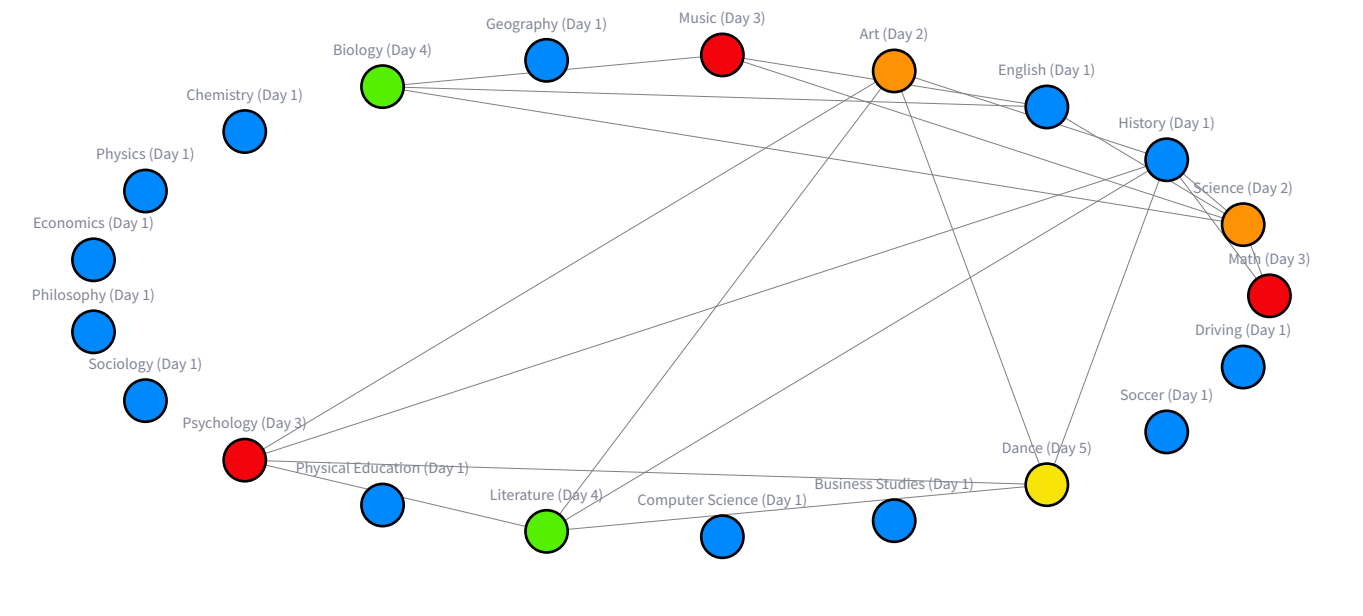 Music (Day 3)
Geography (Day 1)
Art (Day 2)
Biology (Day 4)
English (Day 1)
Chemistry (Day 1)
History (Day 1)
Physics (Day 1)
Science (Day 2)
Economics (Day 1)
Math (Day 3)
Philosophy (Day 1)
Driving (Day 1)
Sociology (Day 1)
Soccer (Day 1)
Psychology (Day 3)
Dance (Day 5)
Physical Education (Day 1)
Business Studies (Day 1)
Literature (Day 4)
Computer Science (Day 1)